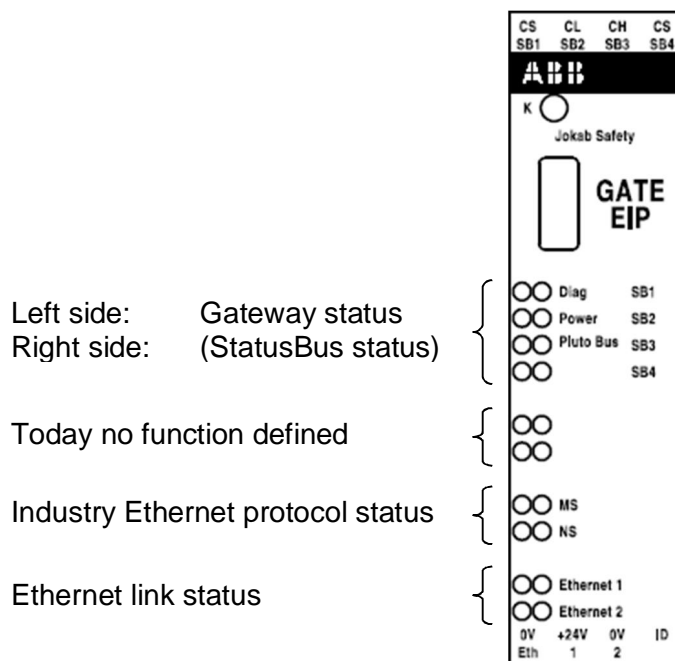 CS CL CH CS
SB1 SB2 SB3 SB4
ABB
K
Jokab Safety
GATE
EIP
Left side: Gateway status
Right side: (StatusBus status)
Diag SB1
Power SB2
Pluto Bus SB3
SB4
Today no function defined
Industry Ethernet protocol status
MS
NS
Ethernet link status
Ethernet 1
Ethernet 2
0V +24V 0V ID
Eth 1 2